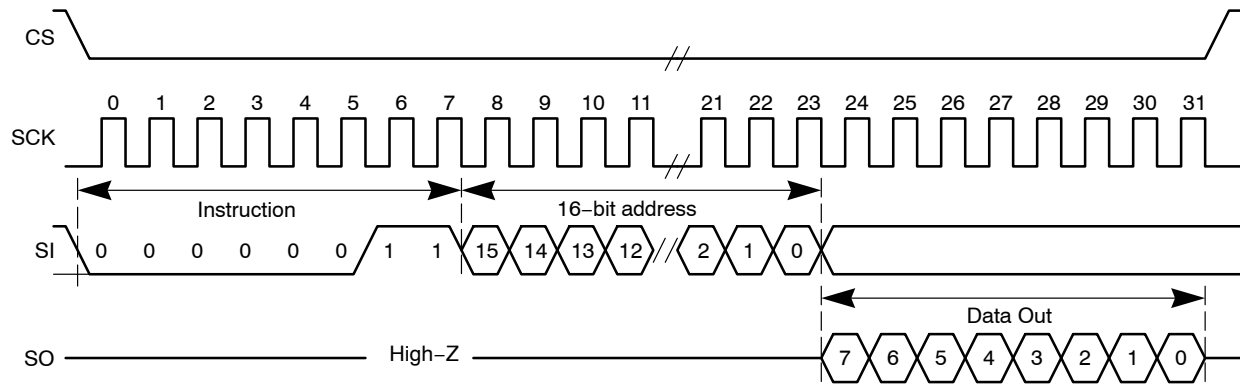 CS
0 1 2 3 4 5 6 7 8 9 10 11 21 22 23 24 25 26 27 28 29 30 31
SCK
Instruction 16−bit address
SI 0 0 0 0 0 0 1 1 15 14 13 12 2 1 0
Data Out
SO High−Z 7 6 5 4 3 2 1 0